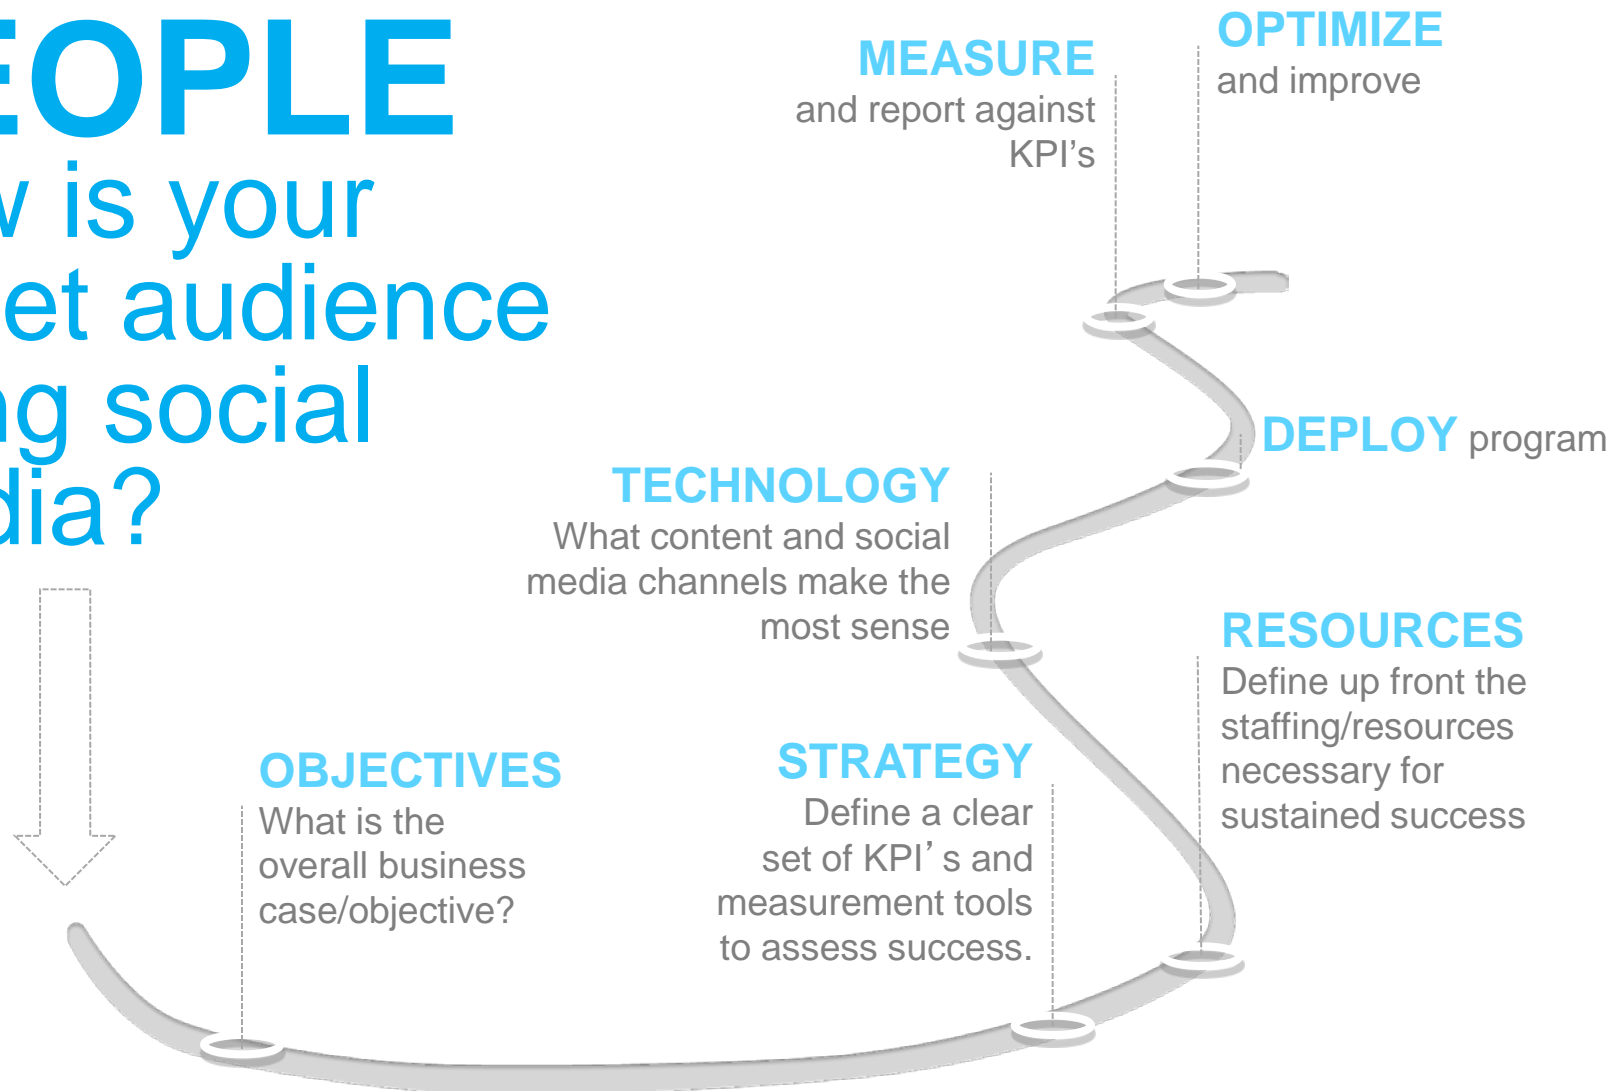 EOPLE
w is your
et audience
ng social
dia?
MEASURE
and report against
KPI's
OPTIMIZE
and improve
DEPLOY program
TECHNOLOGY
What content and social
media channels make the
most sense
RESOURCES
Define up front the
staffing/resources
necessary for
sustained success
OBJECTIVES
What is the
overall business
case/objective?
STRATEGY
Define a clear
set of KPI’s and
measurement tools
to assess success.